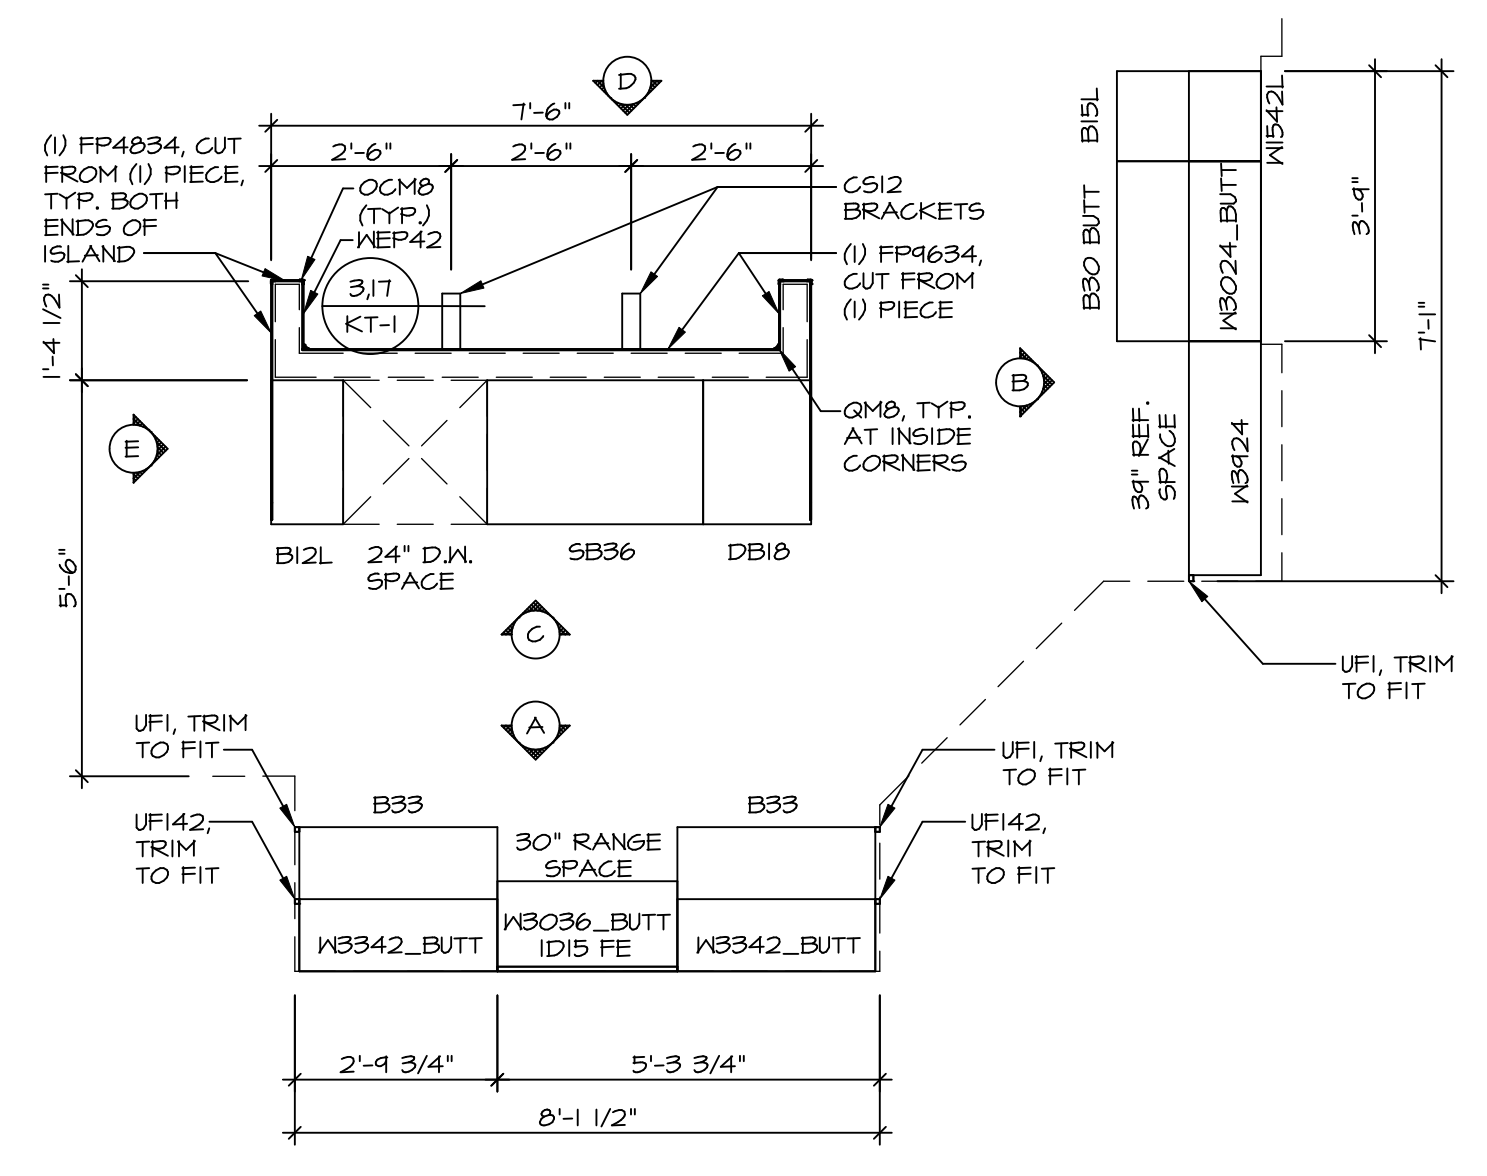 D
7'-6"
2'-6"
2'-6"
2'-6"
(1) FP4834, CUT
FROM (1) PIECE,
TYP. BOTH
ENDS OF
ISLAND
OCM8
(TYP.)
WEP42
CS12
BRACKETS
(1) FP9634,
CUT FROM
(1) PIECE
3,17
KT-1
1'-4 1/2"
QM8, TYP.
AT INSIDE
CORNERS
E
B
B12L
24" D.W.
SPACE
SB36
DB18
5'-6"
B15L
W1542L
B30 BUTT
W3024_BUTT
3'-9"
7'-1"
39" REF.
SPACE
W3924
UF1, TRIM
TO FIT
C
A
UF1, TRIM
TO FIT
UF142,
TRIM
TO FIT
B33
30" RANGE
SPACE
B33
UF1, TRIM
TO FIT
UF142,
TRIM
TO FIT
W3342_BUTT
W3036_BUTT
1D15 FE
W3342_BUTT
2'-9 3/4"
5'-3 3/4"
8'-1 1/2"